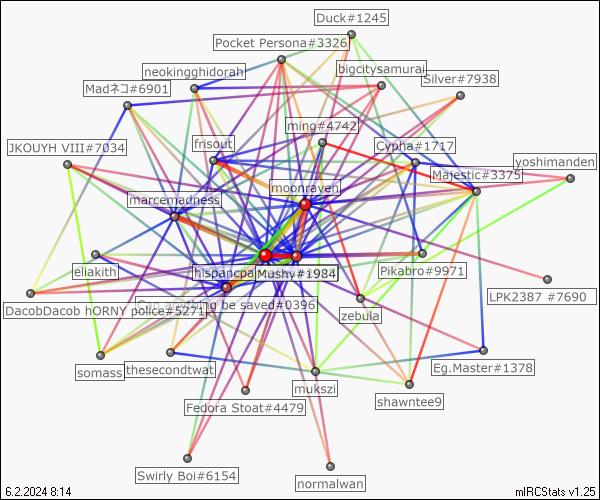 Duck#1245
Pocket Persona#3326
neokingghidorah
bigcitysamurai
Silver#7938
Madネコ#6901
ming#4742
frisout
Cypha#1717
JKOUYH VIII#7034
yoshimanden
Majestic#3375
moonraven
marcemadness
eliakith
hispancpa
Mushy#1984
Pikabro#9971
LPK2387 #7690
DacobDacob hORNY police#5271
Can anything be saved#0396
zebula
somass
thesecondtwat
Eg.Master#1378
mukszi
Fedora Stoat#4479
shawntee9
Swirly Boi#6154
normalwan
6.2.2024 8:14
mIRCStats v1.25